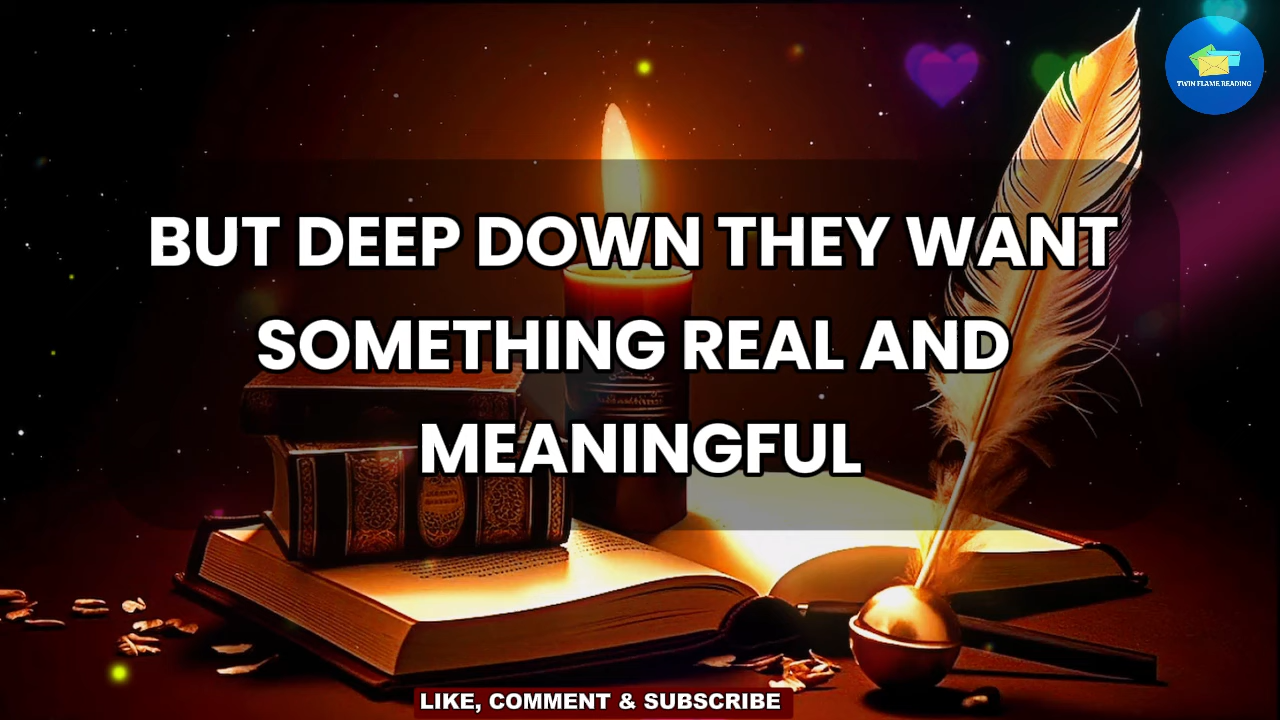 TWIN FLAME READING
BUT DEEP DOWN THEY WANT
SOMETHING REAL AND
MEANINGFUL
LIKE, COMMENT & SUBSCRIBE